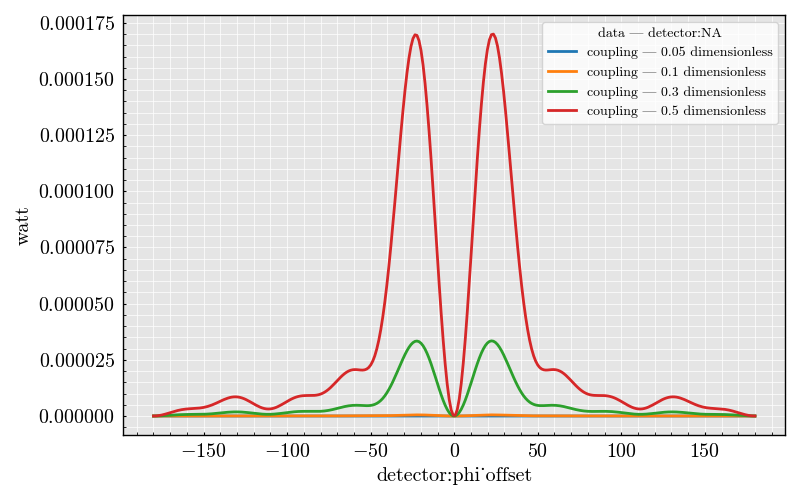 data — detector:NA
coupling — 0.05 dimensionless
coupling — 0.1 dimensionless
coupling — 0.3 dimensionless
coupling — 0.5 dimensionless
0.000175
0.000150
0.000125
0.000100
0.000075
0.000050
0.000025
0.000000
watt
−150 −100 −50 0 50 100 150
detector:phi˙offset